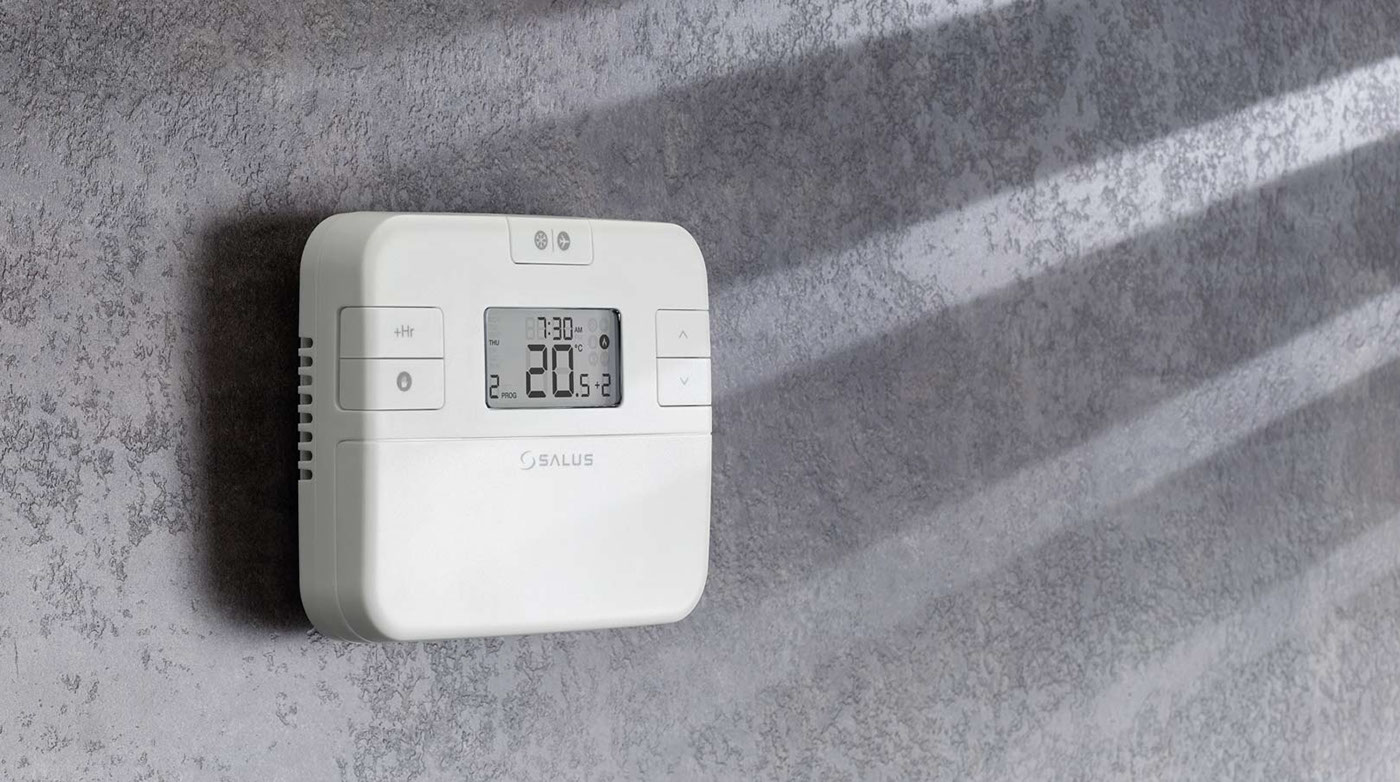 +Hr
7:30 AM
THU
20.5 °C
2 PROG
+2
SALUS